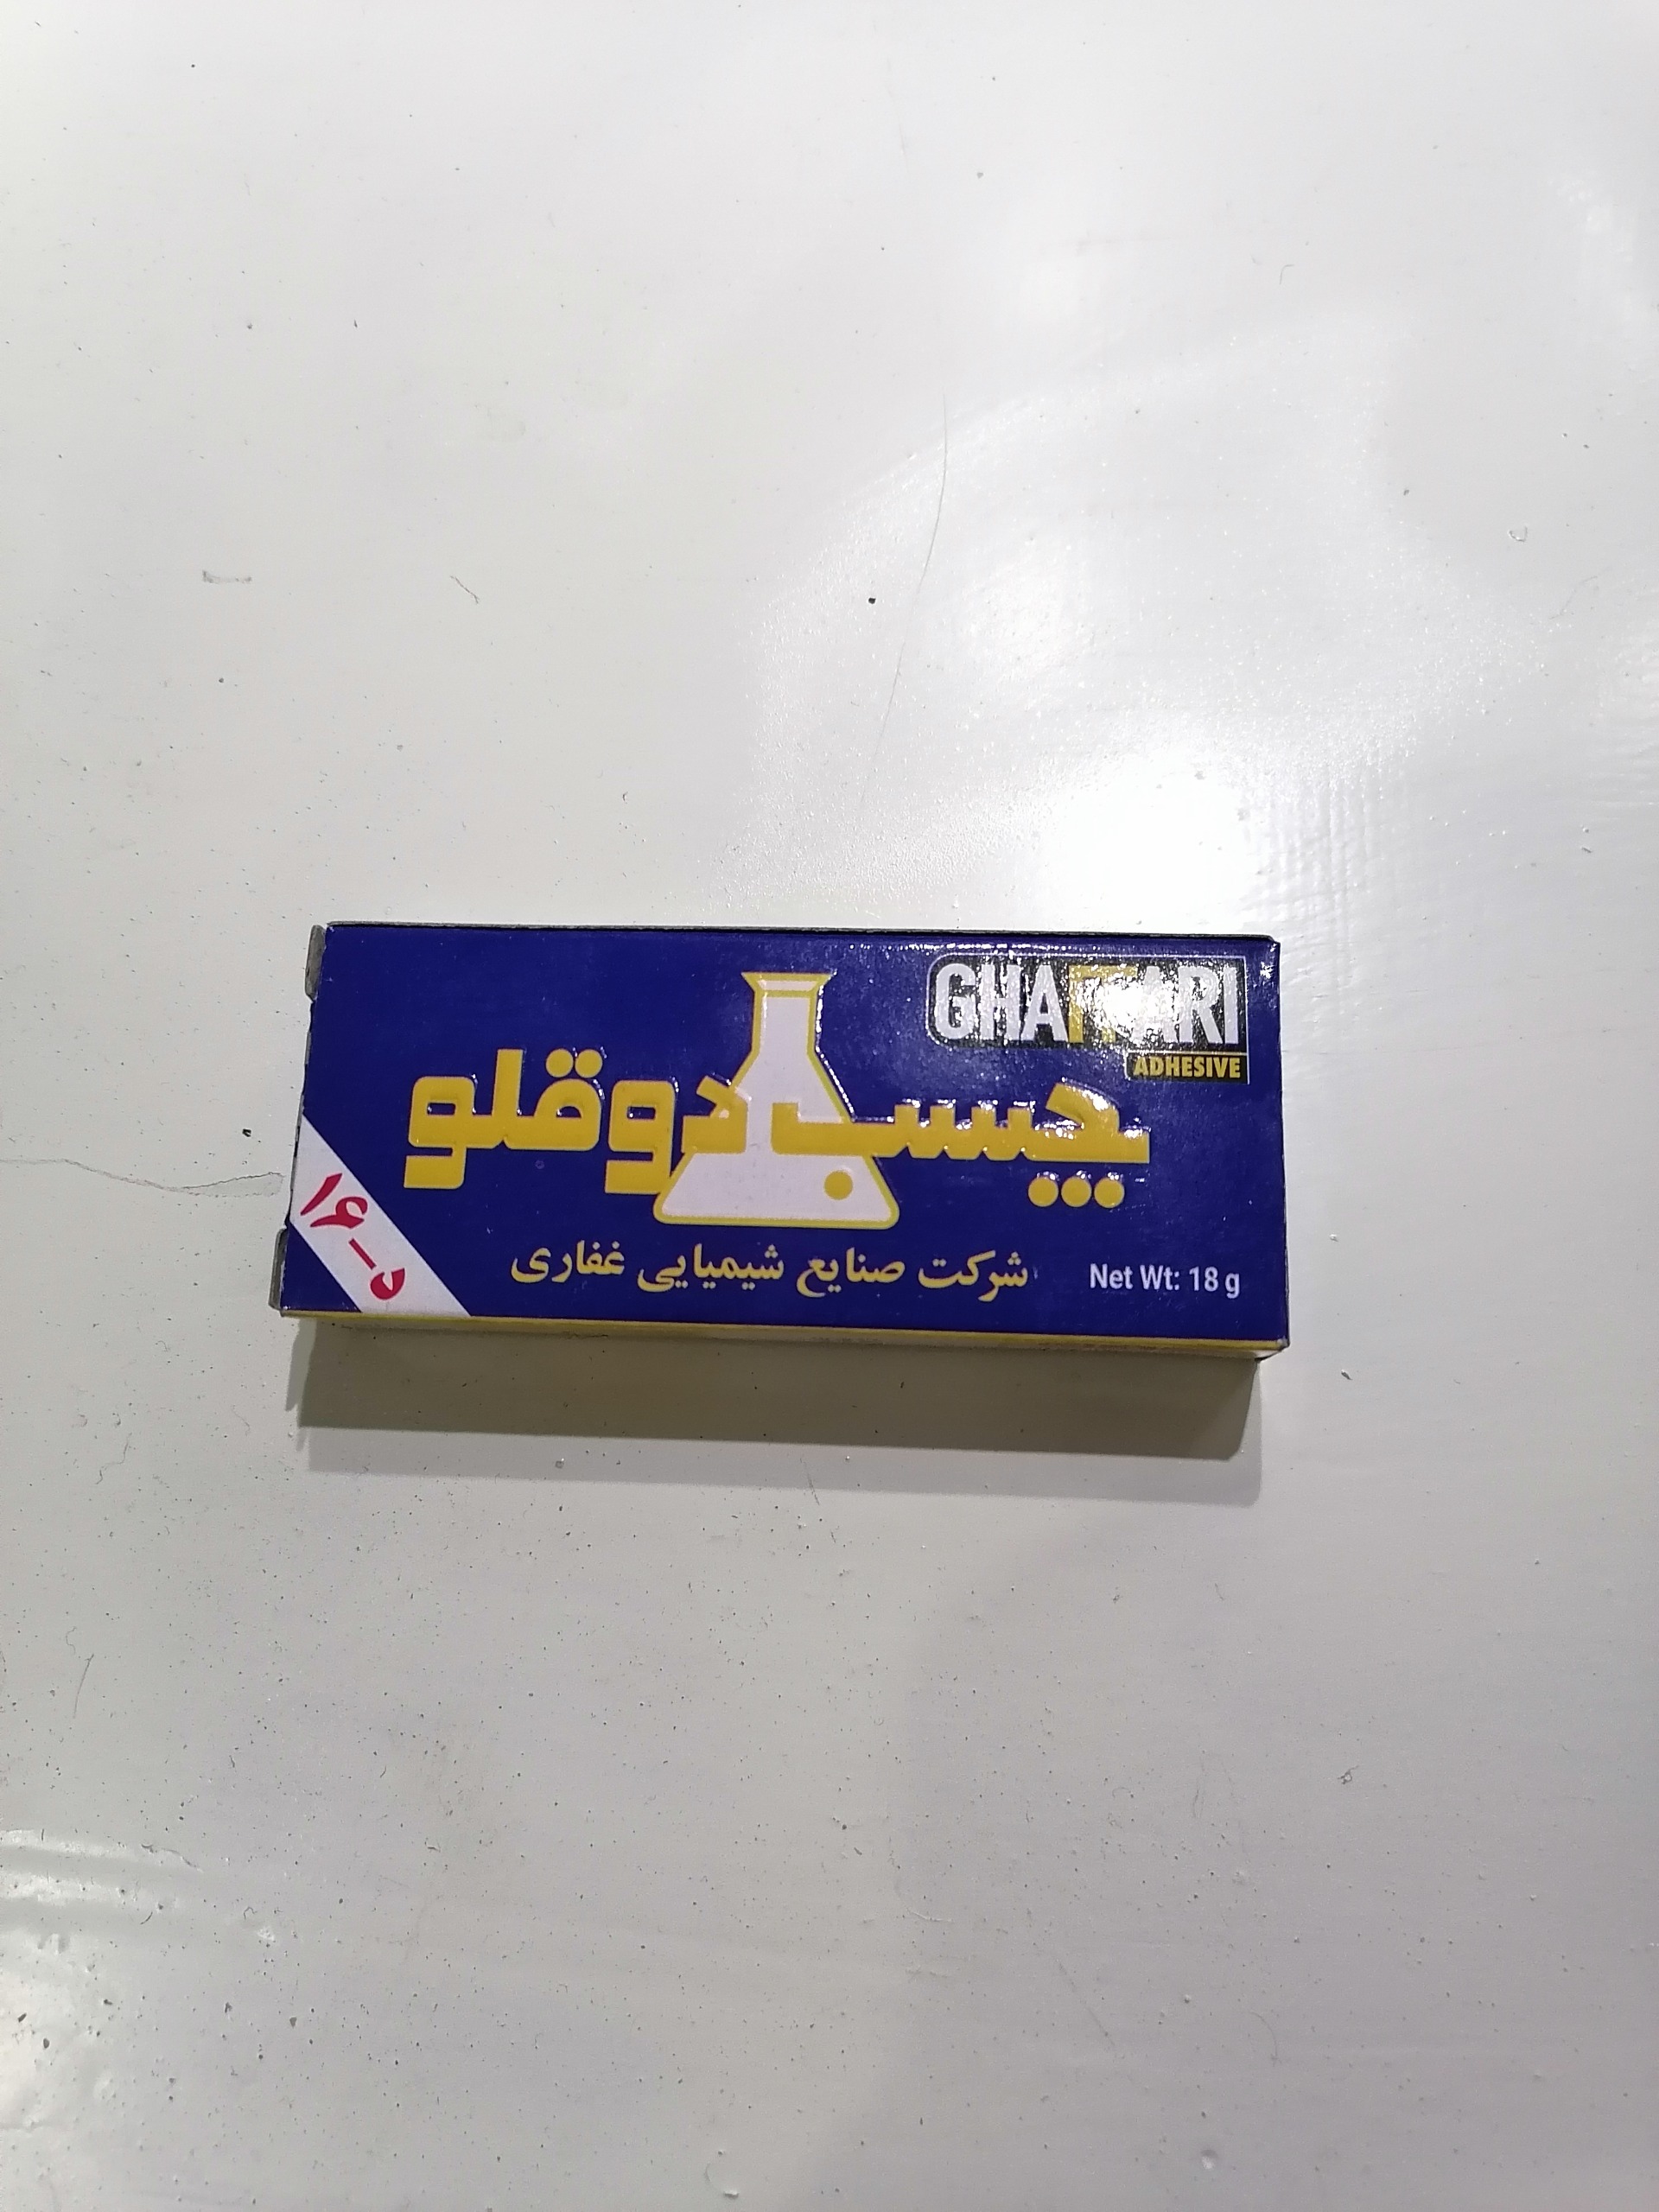 GHAFFARI
ADHESIVE
چسب دوقلو
شرکت صنایع شیمیایی غفاری
Net Wt: 18 g
۱۶-د